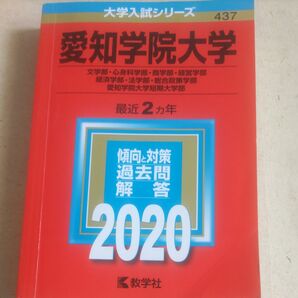 大学入試シリーズ
437
愛知学院大学
文学部・心身科学部・商学部・経営学部
経済学部・法学部・総合政策学部
愛知学院大学短期大学部
最近2カ年
傾向と対策
過去問
解答
2020
教学社